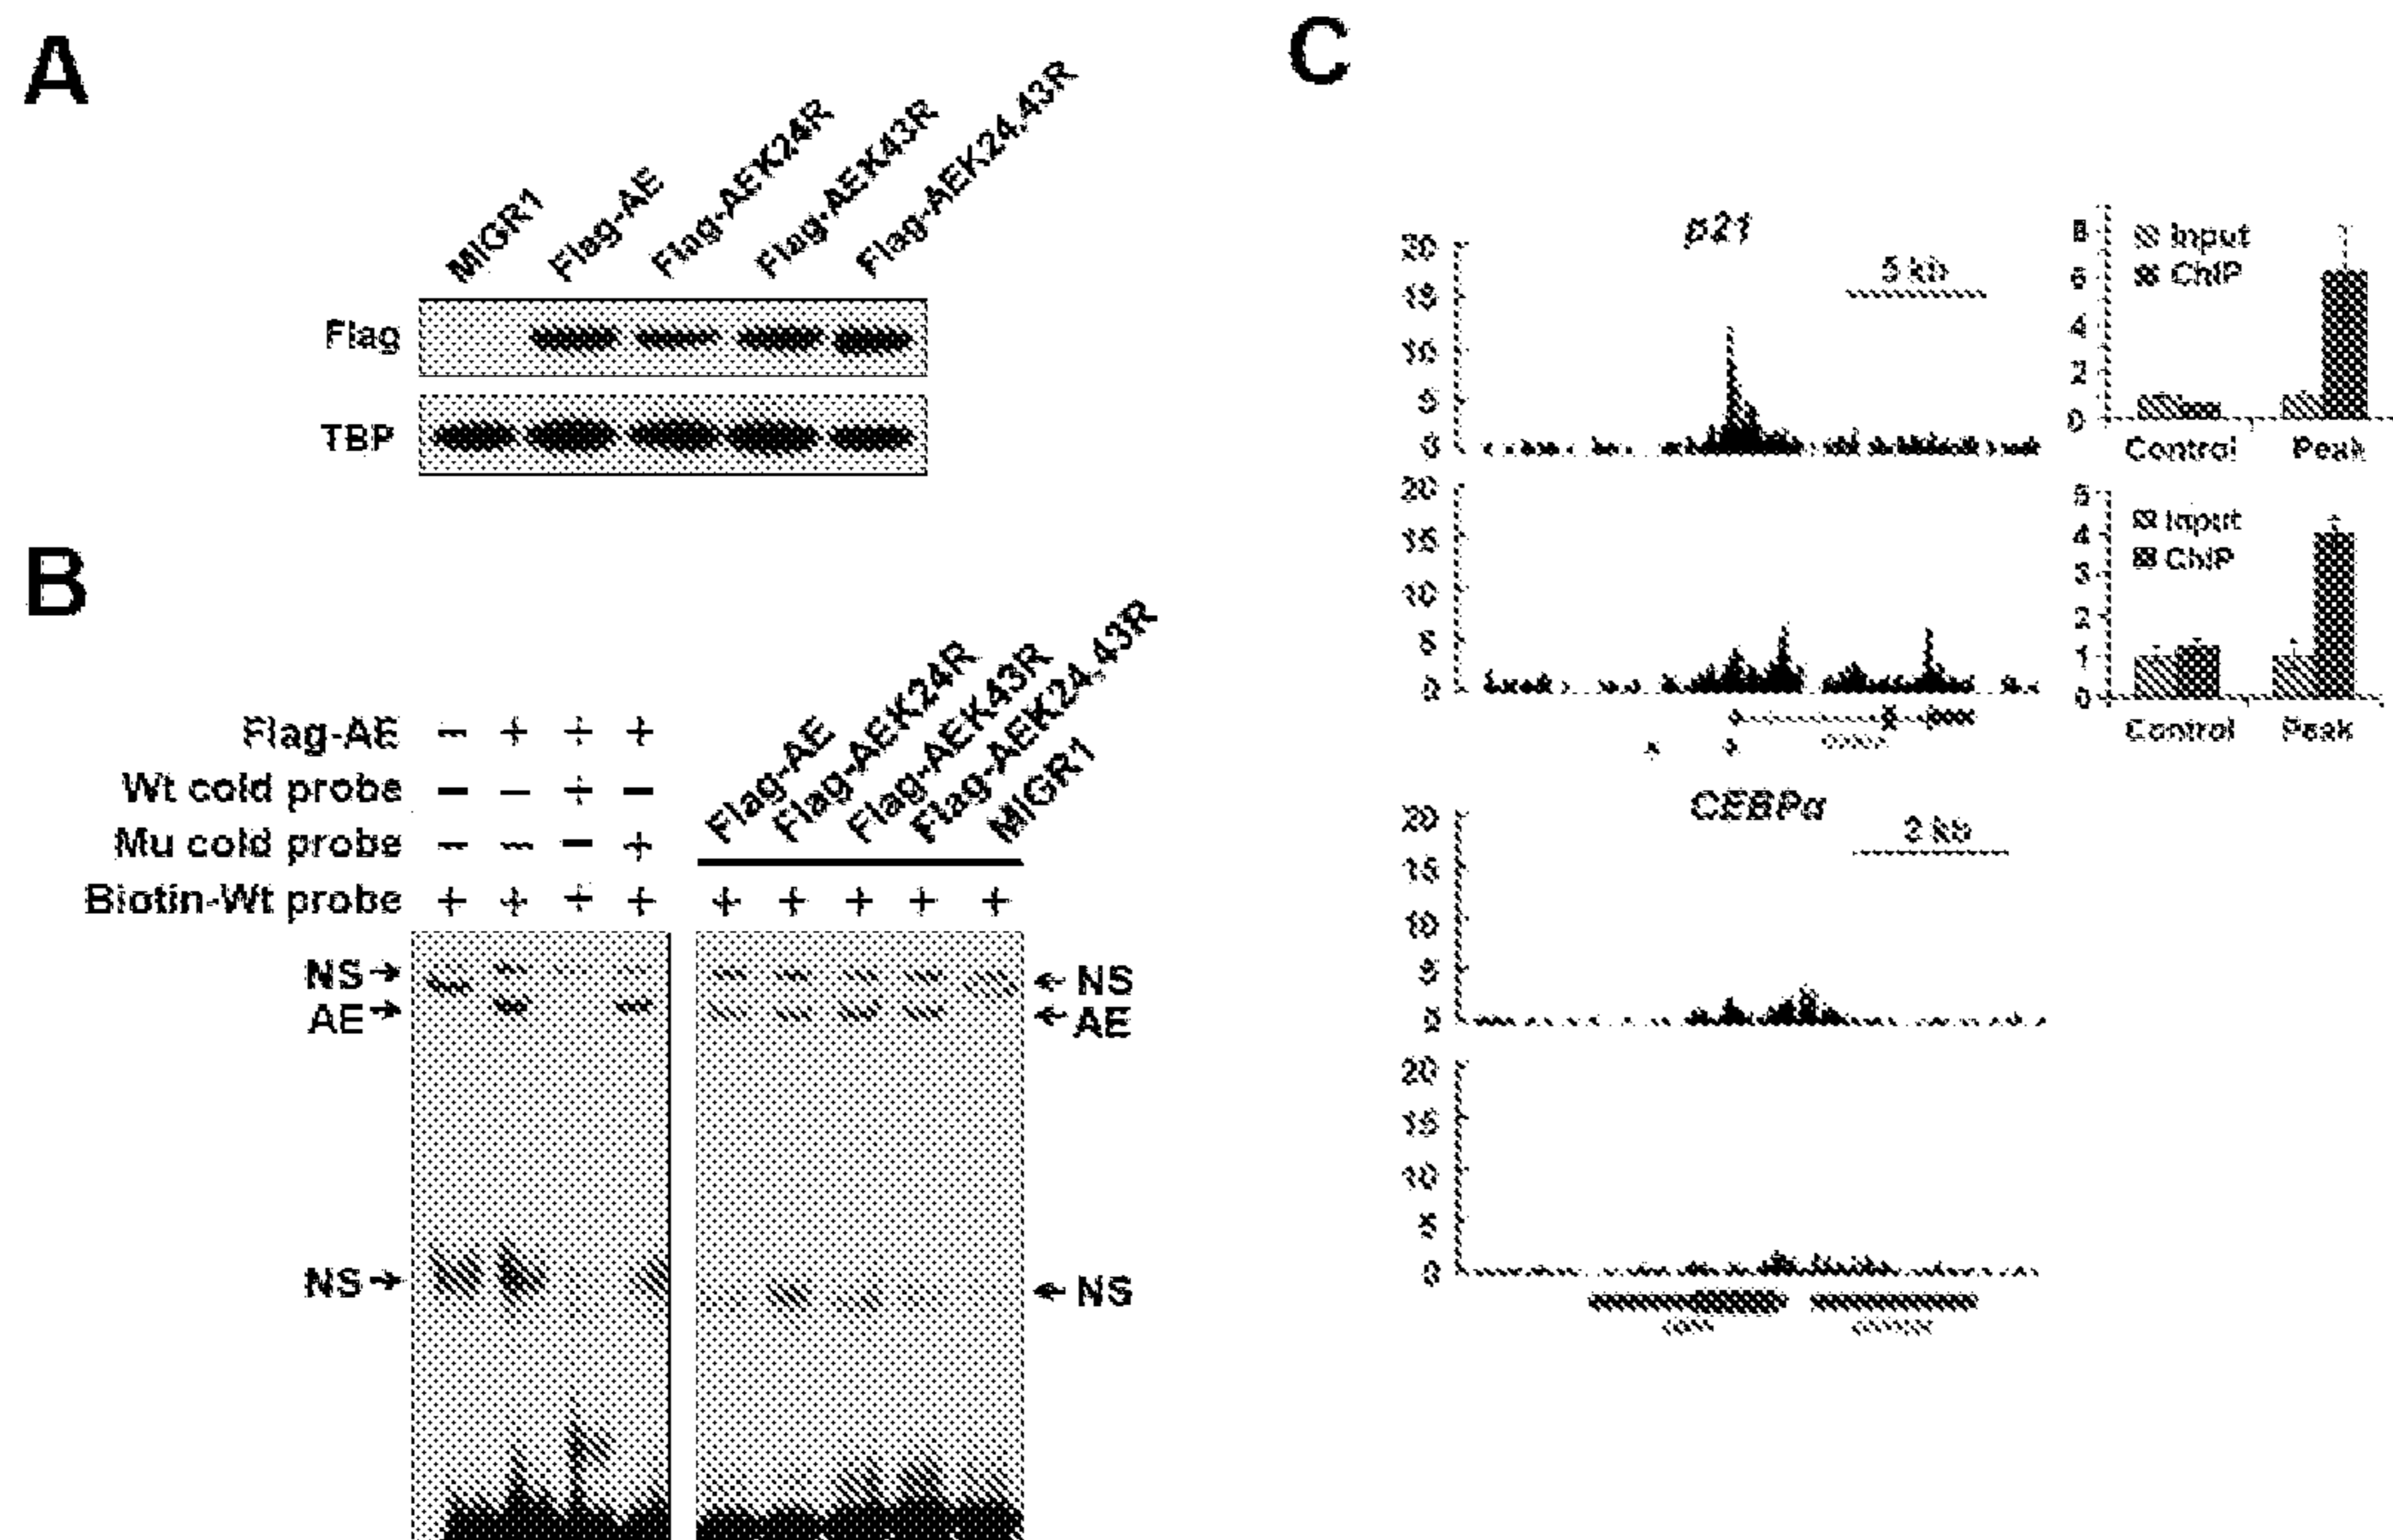 A
MIGR1
Flag-AE
Flag-AEK24R
Flag-AEK43R
Flag-AEK24,43R
Flag
TBP
B
Flag-AE - + + +
Wt cold probe - - + -
Mu cold probe - - - +
Biotin-Wt probe + + + +
Flag-AE
Flag-AEK24R
Flag-AEK43R
Flag-AEK24,43R
MIGR1
+ + + + +
NS→
AE→
NS→
←NS
←AE
←NS
C
p21
5 kb
20
15
10
5
0
20
15
10
5
0
8
6
4
2
0
Input
ChIP
Control Peak
5
4
3
2
1
0
Input
ChIP
Control Peak
CEBPα
2 kb
20
15
10
5
0
20
15
10
5
0